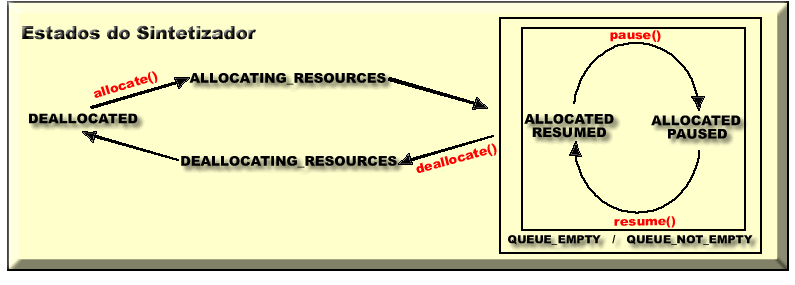 Estados do Sintetizador
pause()
allocate()
ALLOCATING_RESOURCES
DEALLOCATED
ALLOCATED
RESUMED
ALLOCATED
PAUSED
DEALLOCATING_RESOURCES
deallocate()
resume()
QUEUE_EMPTY / QUEUE_NOT_EMPTY